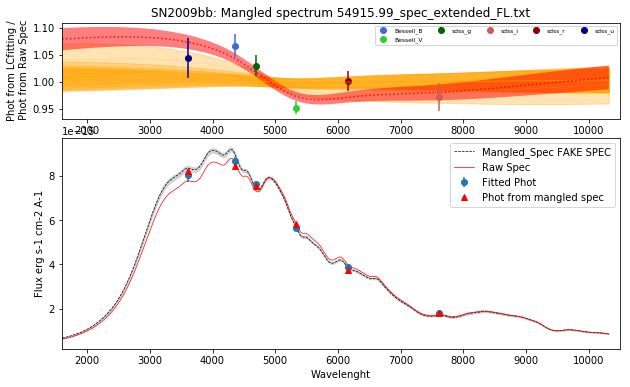 SN2009bb: Mangled spectrum 54915.99_spec_extended_FL.txt
Phot from LCfitting /
Phot from Raw Spec
1.10
1.05
1.00
0.95
Bessell_B
Bessell_V
sdss_g
sdss_i
sdss_r
sdss_u
2000 3000 4000 5000 6000 7000 8000 9000 10000
1e−15
Flux erg s-1 cm-2 A-1
8
6
4
2
Mangled_Spec FAKE SPEC
Raw Spec
Fitted Phot
Phot from mangled spec
2000 3000 4000 5000 6000 7000 8000 9000 10000
Wavelenght